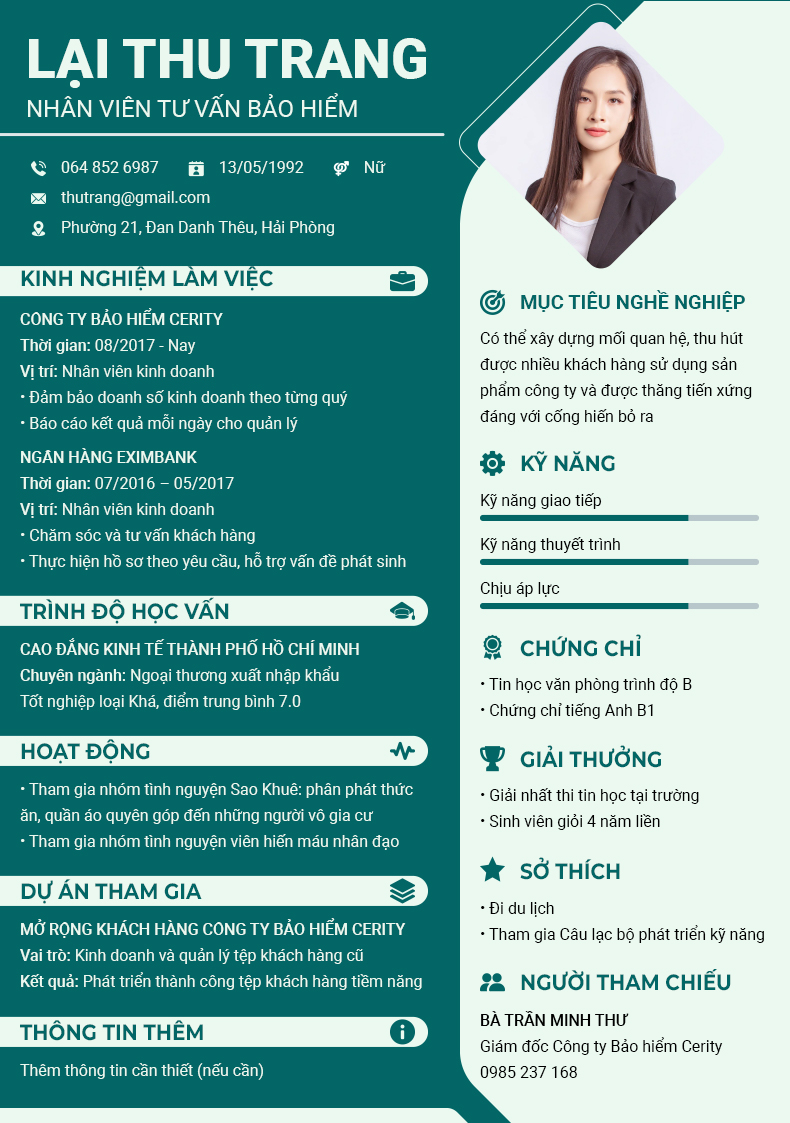 LẠI THU TRANG
NHÂN VIÊN TƯ VẤN BẢO HIỂM
064 852 6987
13/05/1992
Nữ
thutrang@gmail.com
Phường 21, Đan Danh Thêu, Hải Phòng
KINH NGHIỆM LÀM VIỆC
CÔNG TY BẢO HIỂM CERITY
Thời gian: 08/2017 - Nay
Vị trí: Nhân viên kinh doanh
• Đảm bảo doanh số kinh doanh theo từng quý
• Báo cáo kết quả mỗi ngày cho quản lý
NGÂN HÀNG EXIMBANK
Thời gian: 07/2016 – 05/2017
Vị trí: Nhân viên kinh doanh
• Chăm sóc và tư vấn khách hàng
• Thực hiện hồ sơ theo yêu cầu, hỗ trợ vấn đề phát sinh
TRÌNH ĐỘ HỌC VẤN
CAO ĐẲNG KINH TẾ THÀNH PHỐ HỒ CHÍ MINH
Chuyên ngành: Ngoại thương xuất nhập khẩu
Tốt nghiệp loại Khá, điểm trung bình 7.0
HOẠT ĐỘNG
• Tham gia nhóm tình nguyện Sao Khuê: phân phát thức
ăn, quần áo quyên góp đến những người vô gia cư
• Tham gia nhóm tình nguyện viên hiến máu nhân đạo
DỰ ÁN THAM GIA
MỞ RỘNG KHÁCH HÀNG CÔNG TY BẢO HIỂM CERITY
Vai trò: Kinh doanh và quản lý tệp khách hàng cũ
Kết quả: Phát triển thành công tệp khách hàng tiềm năng
THÔNG TIN THÊM
Thêm thông tin cần thiết (nếu cần)
MỤC TIÊU NGHỀ NGHIỆP
Có thể xây dựng mối quan hệ, thu hút
được nhiều khách hàng sử dụng sản
phẩm công ty và được thăng tiến xứng
đáng với cống hiến bỏ ra
KỸ NĂNG
Kỹ năng giao tiếp
Kỹ năng thuyết trình
Chịu áp lực
CHỨNG CHỈ
• Tin học văn phòng trình độ B
• Chứng chỉ tiếng Anh B1
GIẢI THƯỞNG
• Giải nhất thi tin học tại trường
• Sinh viên giỏi 4 năm liền
SỞ THÍCH
• Đi du lịch
• Tham gia Câu lạc bộ phát triển kỹ năng
NGƯỜI THAM CHIẾU
BÀ TRẦN MINH THƯ
Giám đốc Công ty Bảo hiểm Cerity
0985 237 168